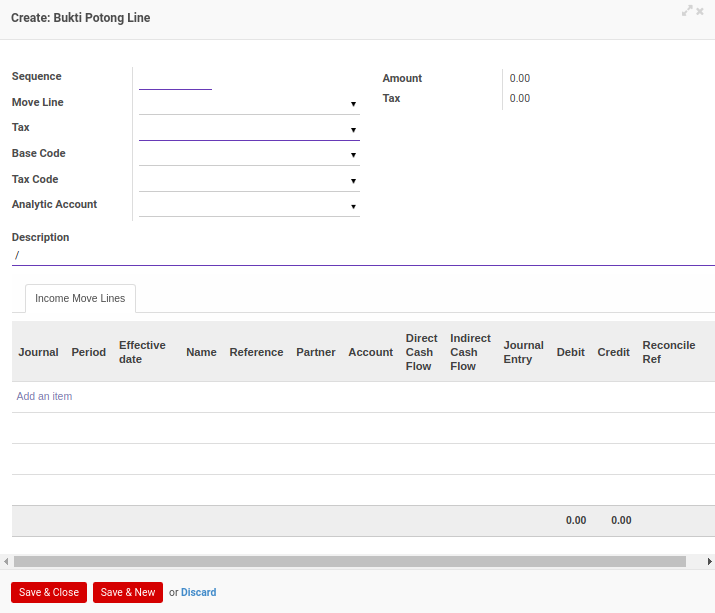 Create: Bukti Potong Line
Sequence
Move Line
Tax
Base Code
Tax Code
Analytic Account
Amount 0.00
Tax 0.00
Description
/
Income Move Lines
Journal Period Effective date Name Reference Partner Account Direct Cash Flow Indirect Cash Flow Journal Entry Debit Credit Reconcile Ref
Add an item
0.00 0.00
Save & Close Save & New or Discard